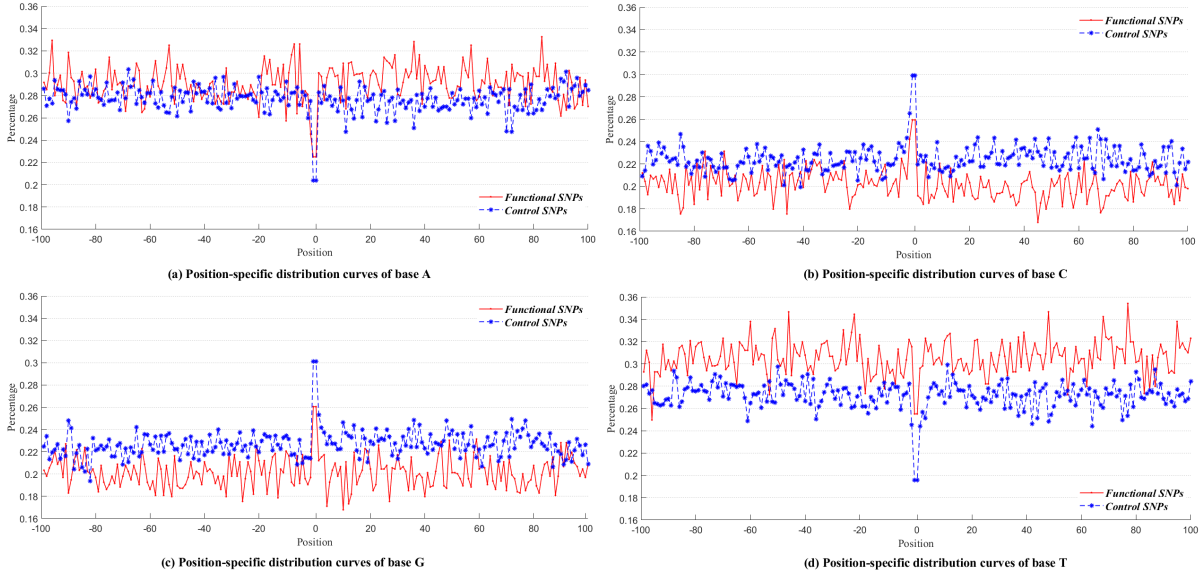 0.36
0.34
0.32
0.3
0.28
0.26
0.24
0.22
0.2
0.18
0.16
Percentage
Functional SNPs
Control SNPs
-100 -80 -60 -40 -20 0 20 40 60 80 100
Position
(a) Position-specific distribution curves of base A
0.36
0.34
0.32
0.3
0.28
0.26
0.24
0.22
0.2
0.18
0.16
Percentage
Functional SNPs
Control SNPs
-100 -80 -60 -40 -20 0 20 40 60 80 100
Position
(b) Position-specific distribution curves of base C
0.36
0.34
0.32
0.3
0.28
0.26
0.24
0.22
0.2
0.18
0.16
Percentage
Functional SNPs
Control SNPs
-100 -80 -60 -40 -20 0 20 40 60 80 100
Position
(c) Position-specific distribution curves of base G
0.36
0.34
0.32
0.3
0.28
0.26
0.24
0.22
0.2
0.18
0.16
Percentage
Functional SNPs
Control SNPs
-100 -80 -60 -40 -20 0 20 40 60 80 100
Position
(d) Position-specific distribution curves of base T